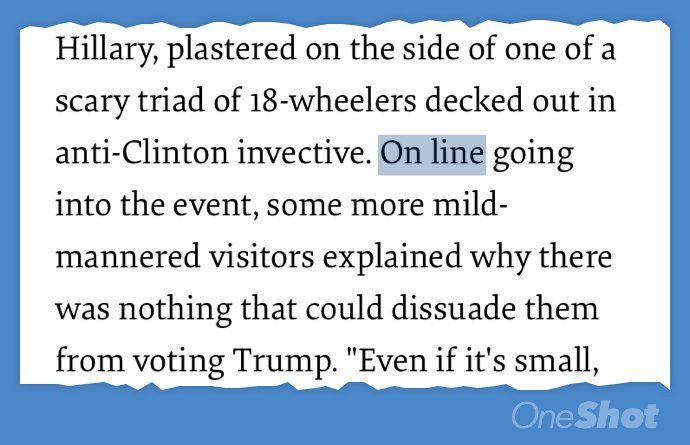 Hillary, plastered on the side of one of a
scary triad of 18-wheelers decked out in
anti-Clinton invective. On line going
into the event, some more mild-
mannered visitors explained why there
was nothing that could dissuade them
from voting Trump. "Even if it's small,
OneShot